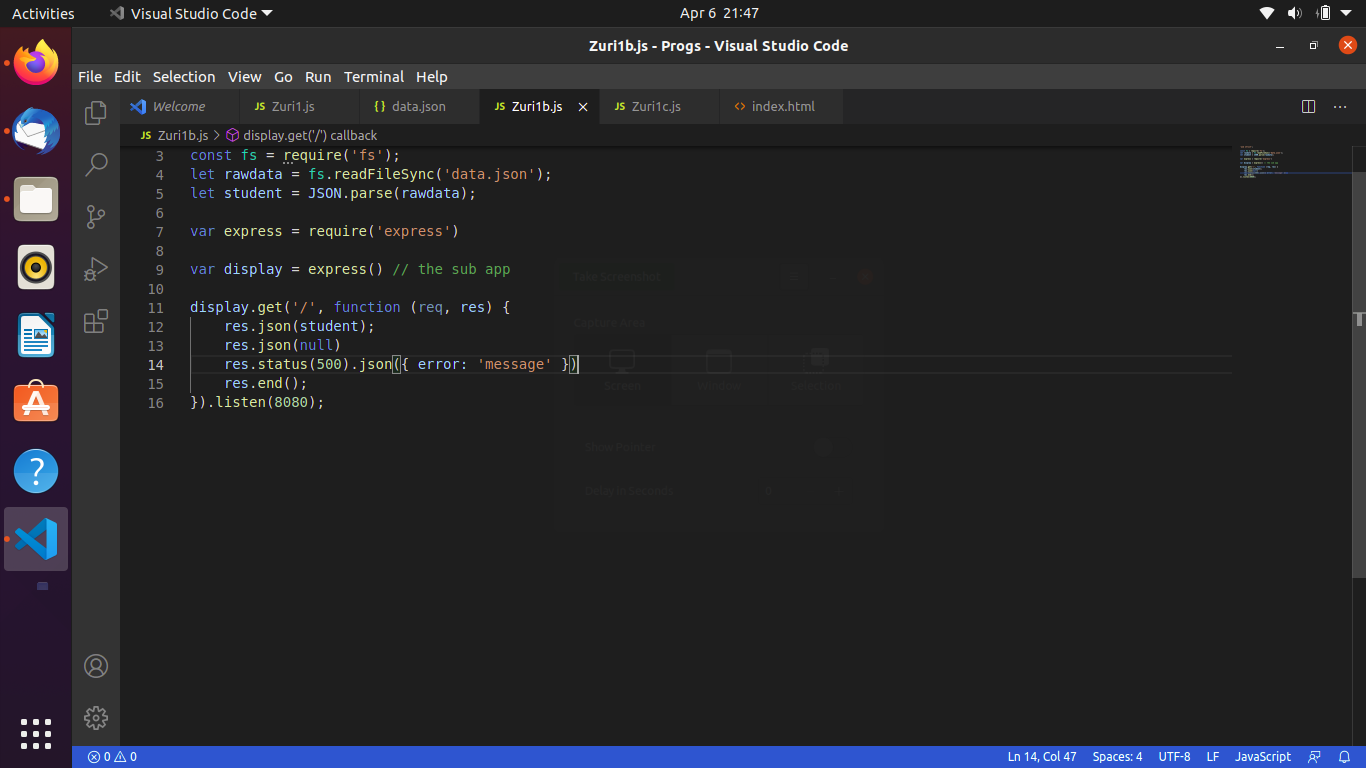 Activities
Visual Studio Code
Apr 6 21:47
Zuri1b.js - Progs - Visual Studio Code
File Edit Selection View Go Run Terminal Help
Welcome
JS Zuri1.js
{ } data.json
JS Zuri1b.js
JS Zuri1c.js
<> index.html
JS Zuri1b.js > display.get('/') callback
3 const fs = require('fs');
4 let rawdata = fs.readFileSync('data.json');
5 let student = JSON.parse(rawdata);
6
7 var express = require('express')
8
9 var display = express() // the sub app
10
11 display.get('/', function (req, res) {
12 res.json(student);
13 res.json(null)
14 res.status(500).json({ error: 'message' })
15 res.end();
16 }).listen(8080);
Take Screenshot
Capture Area
Screen Window Selection
Show Pointer
Delay in Seconds
0 0
Ln 14, Col 47 Spaces: 4 UTF-8 LF JavaScript